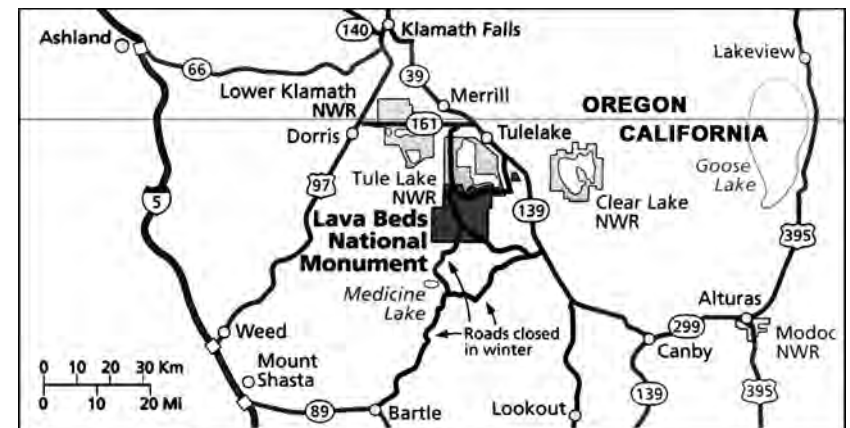 140
Klamath Falls
Ashland
66
39
Lakeview
Lower Klamath
NWR
Merrill
OREGON
161
Dorris
Tulelake
CALIFORNIA
Goose
Lake
97
Tule Lake
NWR
5
139
Clear Lake
NWR
Lava Beds
National
Monument
395
Medicine
Lake
Alturas
Roads closed
in winter
Weed
299
Modoc
NWR
Canby
0 10 20 30 Km
0 10 20 Mi
Mount
Shasta
139
395
89
Bartle
Lookout